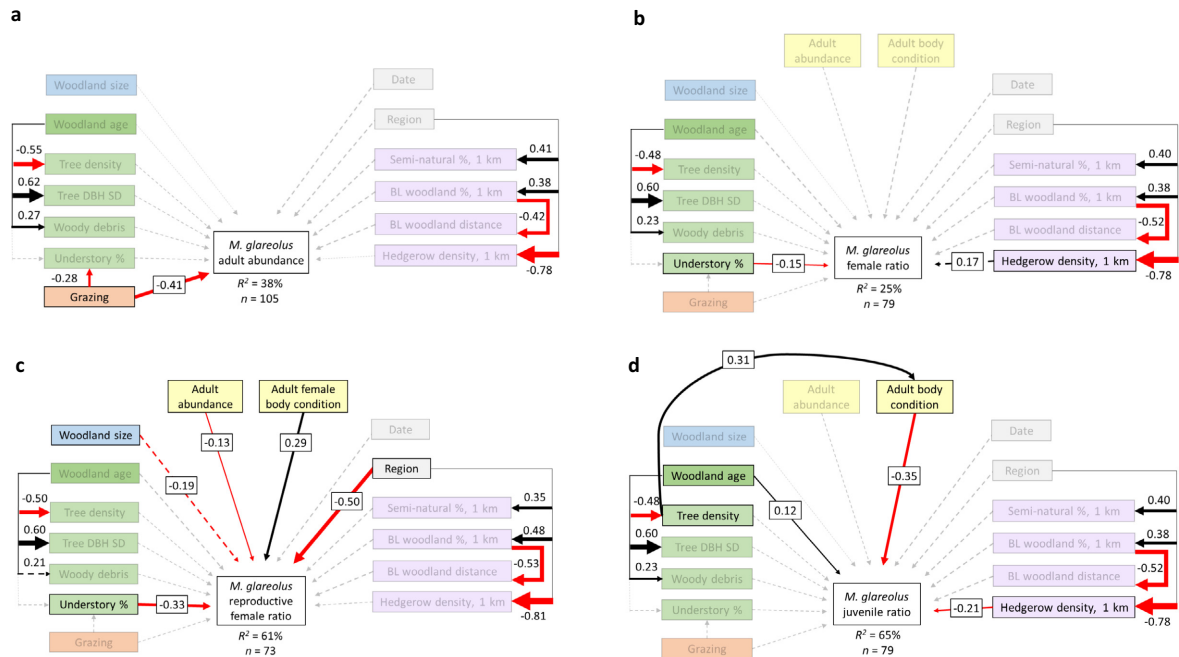 a
Woodland size
Woodland age
Tree density
Tree DBH SD
Woody debris
Understory %
Grazing
-0.55
0.62
0.27
-0.28
-0.41
Date
Region
Semi-natural %, 1 km
BL woodland %, 1 km
BL woodland distance
Hedgerow density, 1 km
0.41
0.38
-0.42
-0.78
M. glareolus
adult abundance
R² = 38%
n = 105
b
Adult
abundance
Adult body
condition
Woodland size
Woodland age
Tree density
Tree DBH SD
Woody debris
Understory %
Grazing
-0.48
0.60
0.23
-0.15
Date
Region
Semi-natural %, 1 km
BL woodland %, 1 km
BL woodland distance
Hedgerow density, 1 km
0.40
0.38
-0.52
-0.78
0.17
M. glareolus
female ratio
R² = 25%
n = 79
c
Adult
abundance
Adult female
body condition
-0.13
0.29
Woodland size
Woodland age
Tree density
Tree DBH SD
Woody debris
Understory %
Grazing
-0.19
-0.50
0.60
0.21
-0.33
Date
Region
Semi-natural %, 1 km
BL woodland %, 1 km
BL woodland distance
Hedgerow density, 1 km
-0.50
0.35
0.48
-0.53
-0.81
M. glareolus
reproductive
female ratio
R² = 61%
n = 73
d
0.31
Adult
abundance
Adult body
condition
-0.35
Woodland size
Woodland age
Tree density
Tree DBH SD
Woody debris
Understory %
Grazing
-0.48
0.60
0.23
0.12
Date
Region
Semi-natural %, 1 km
BL woodland %, 1 km
BL woodland distance
Hedgerow density, 1 km
0.40
0.38
-0.52
-0.78
-0.21
M. glareolus
juvenile ratio
R² = 65%
n = 79